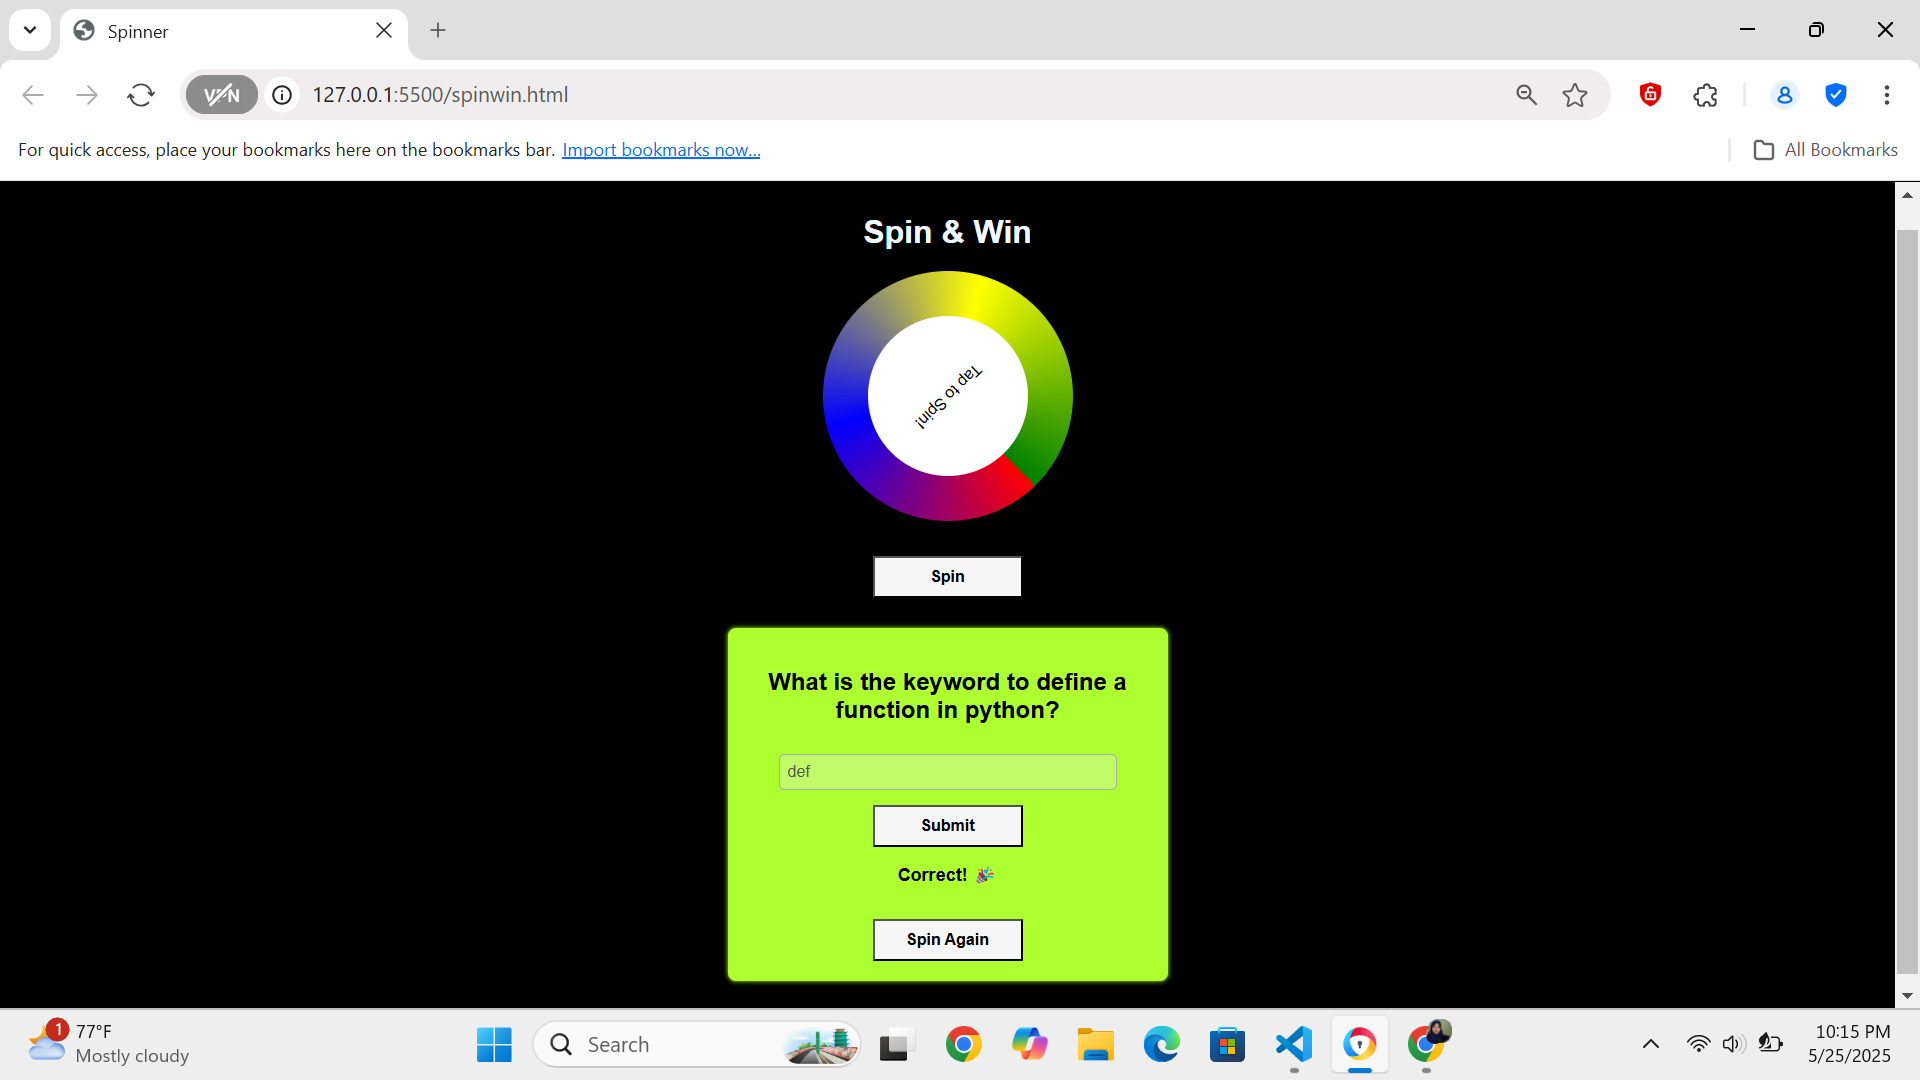 Spinner
VPN
127.0.0.1:5500/spinwin.html
For quick access, place your bookmarks here on the bookmarks bar. Import bookmarks now...
All Bookmarks
Spin & Win
Tap to Spin!
Spin
What is the keyword to define a
function in python?
def
Submit
Correct! 🎉
Spin Again
1
77°F
Mostly cloudy
Search
10:15 PM
5/25/2025